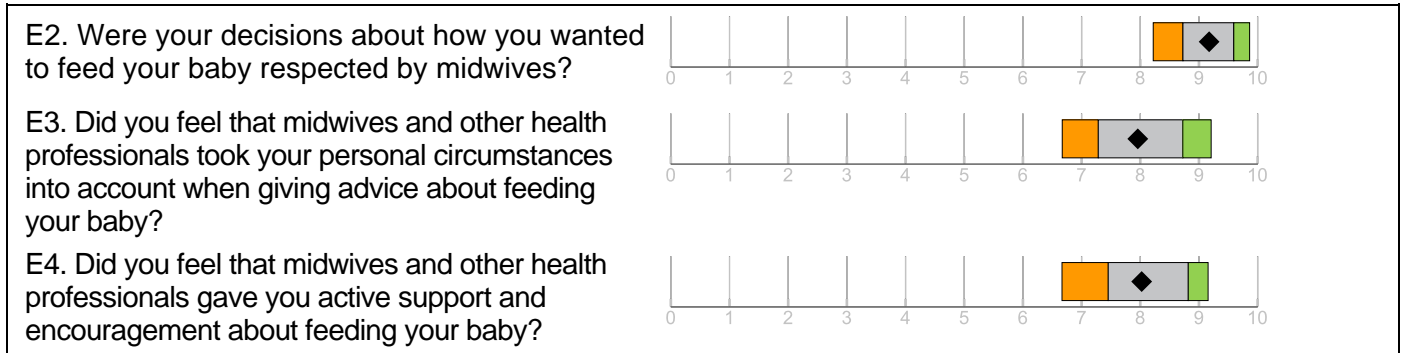 E2. Were your decisions about how you wanted
to feed your baby respected by midwives?
0 1 2 3 4 5 6 7 8 9 10
E3. Did you feel that midwives and other health
professionals took your personal circumstances
into account when giving advice about feeding
your baby?
0 1 2 3 4 5 6 7 8 9 10
E4. Did you feel that midwives and other health
professionals gave you active support and
encouragement about feeding your baby?
0 1 2 3 4 5 6 7 8 9 10